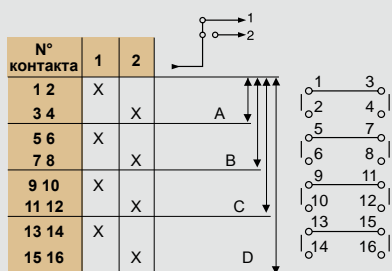 1
2
N° контакта 1 2
1 2 X
3 4 X A
5 6 X
7 8 X B
9 10 X
11 12 X C
13 14 X
15 16 X D
1 3
2 4
5 7
6 8
9 11
10 12
13 15
14 16